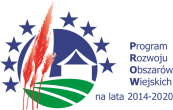 Program
Rozwoju
Obszarów
Wiejskich
na lata 2014-2020